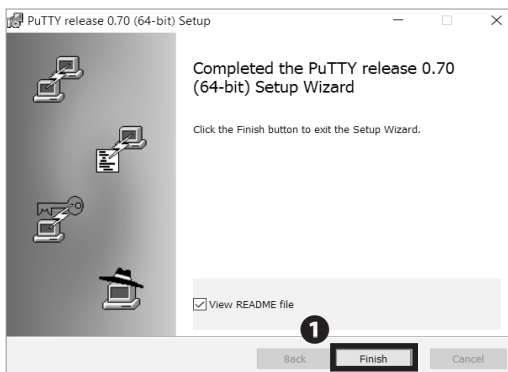 PuTTY release 0.70 (64-bit) Setup
Completed the PuTTY release 0.70
(64-bit) Setup Wizard
Click the Finish button to exit the Setup Wizard.
View README file
1
Back Finish Cancel